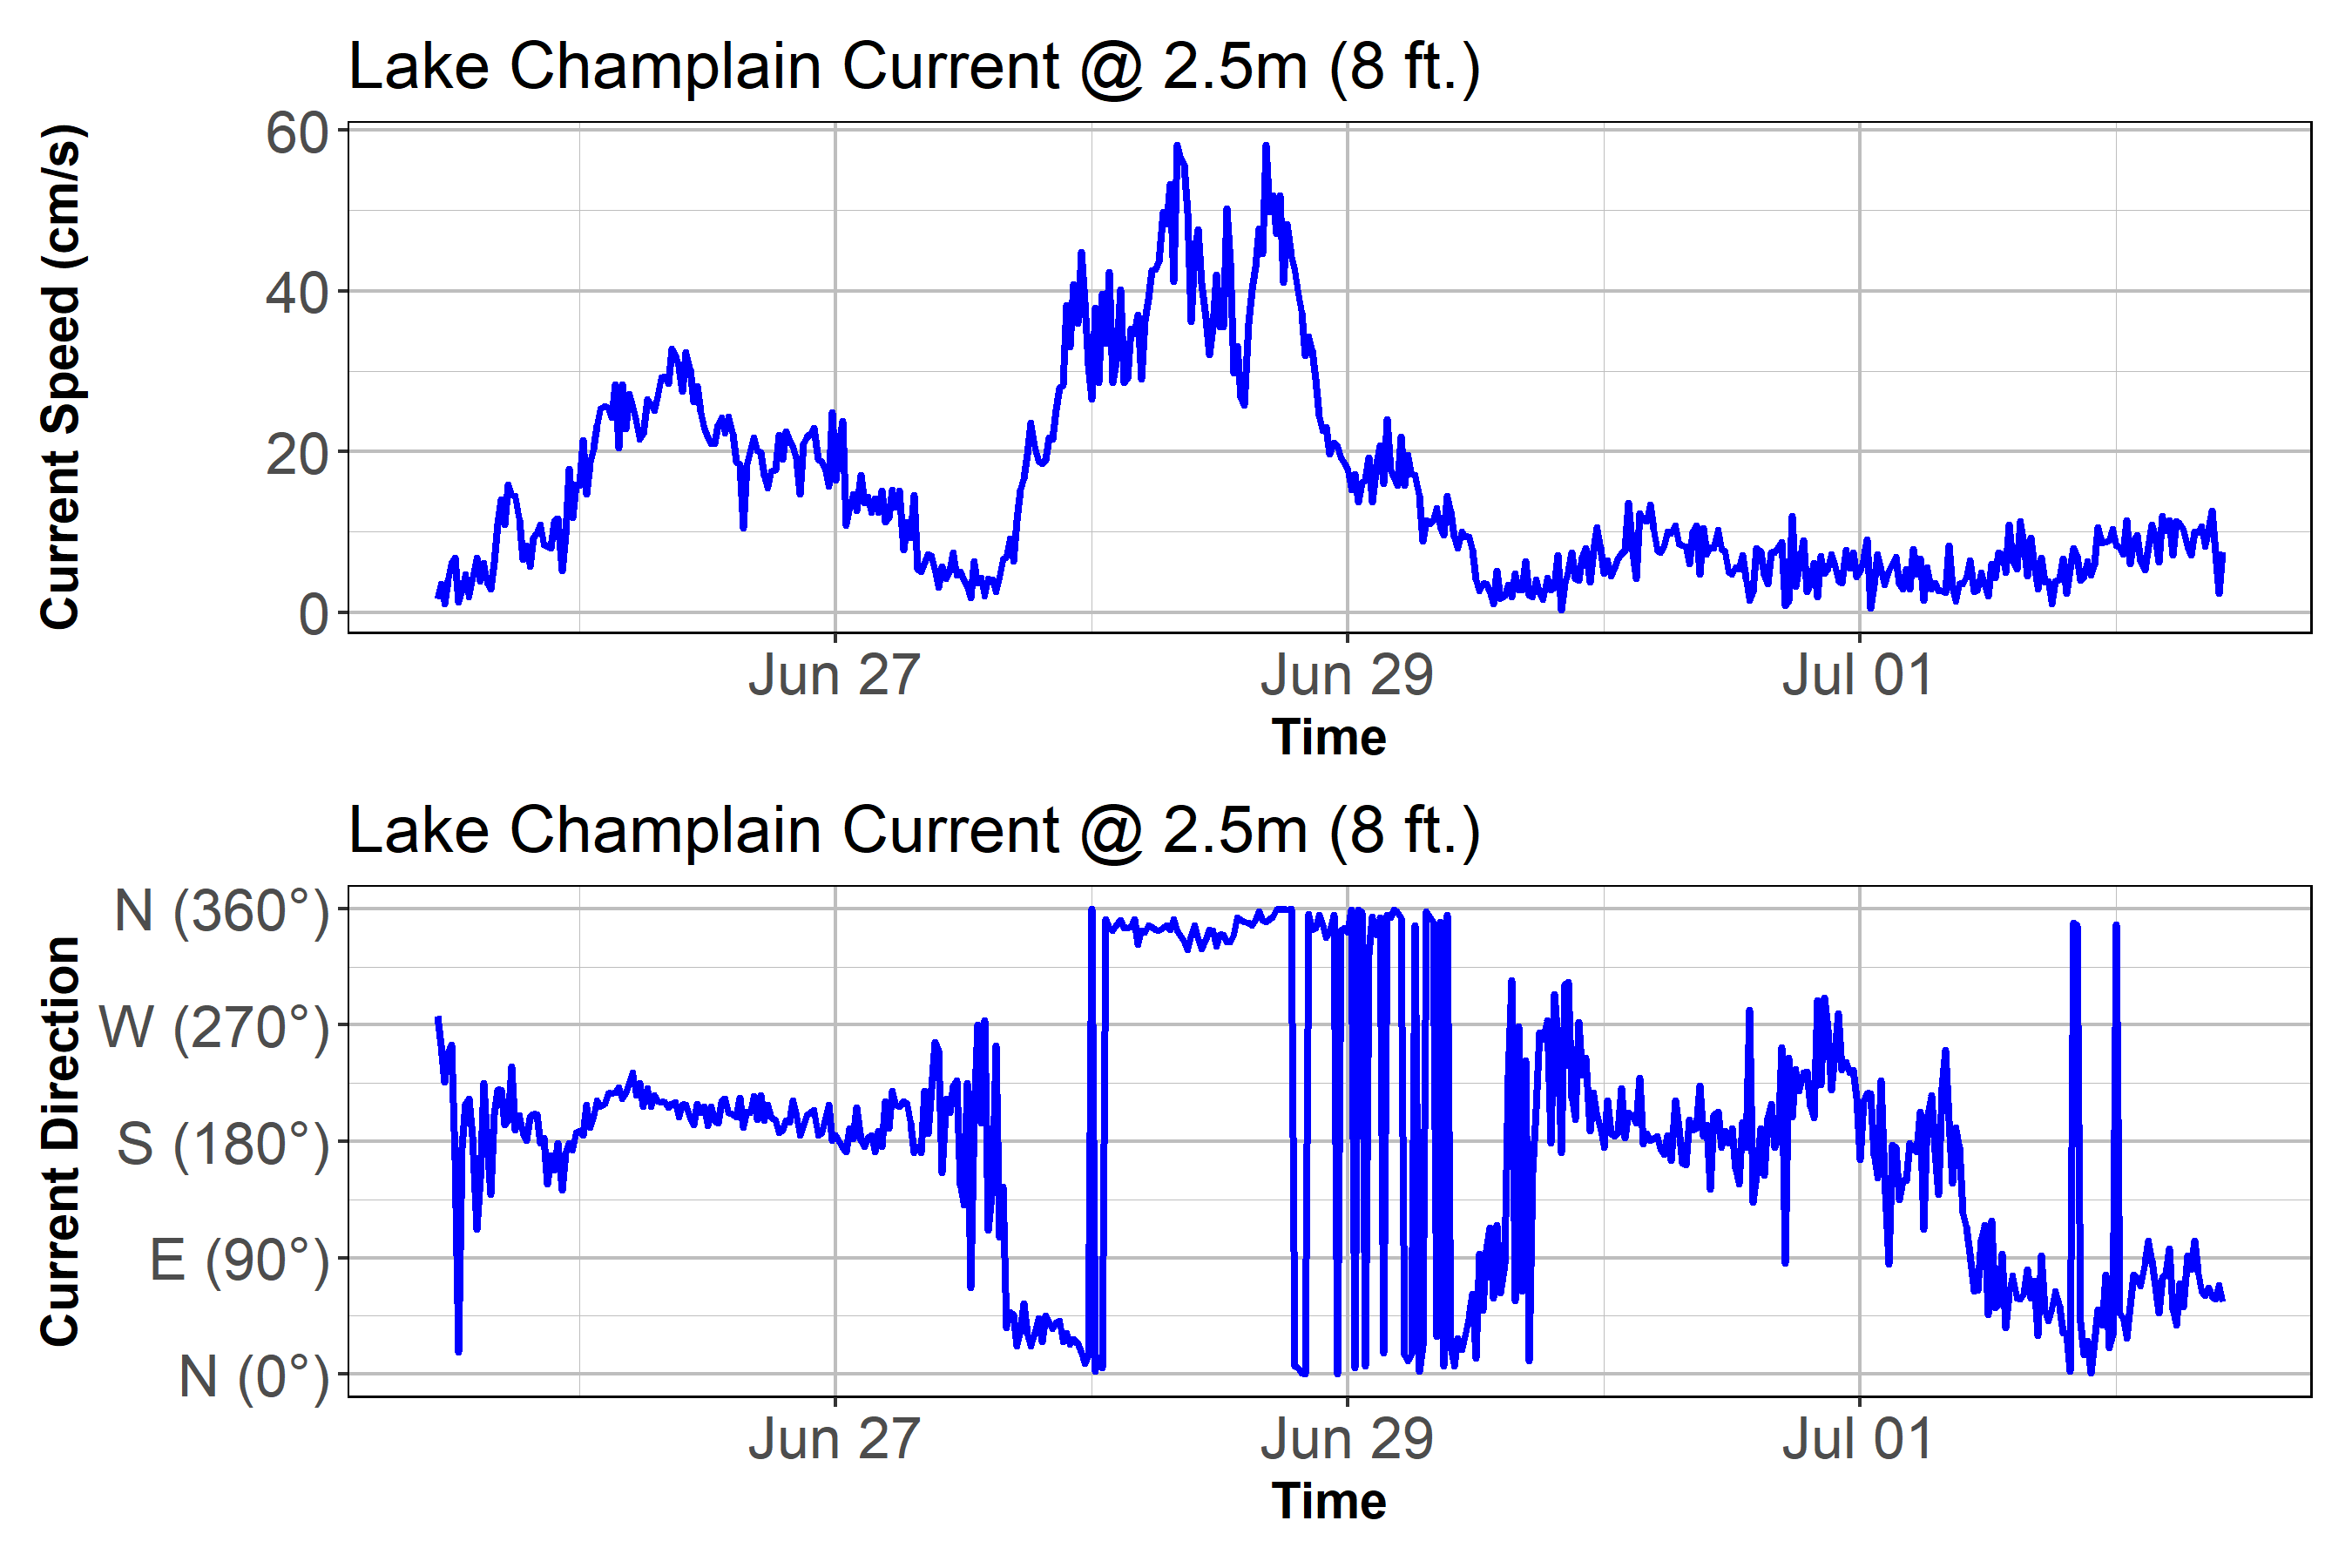 Lake Champlain Current @ 2.5m (8 ft.)
Current Speed (cm/s)
60
40
20
0
Jun 27
Jun 29
Jul 01
Time
Lake Champlain Current @ 2.5m (8 ft.)
Current Direction
N (360°)
W (270°)
S (180°)
E (90°)
N (0°)
Jun 27
Jun 29
Jul 01
Time